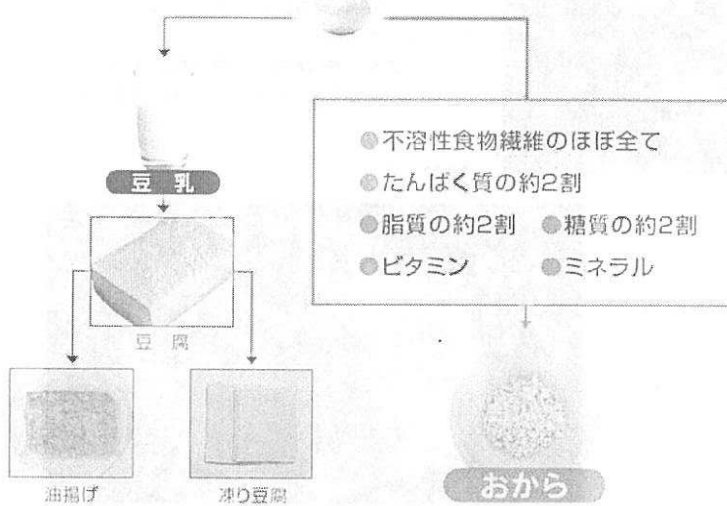 不溶性食物繊維のほぼ全て
たんぱく質の約2割
脂質の約2割 糖質の約2割
ビタミン ミネラル
豆乳
豆腐
油揚げ
凍り豆腐
おから